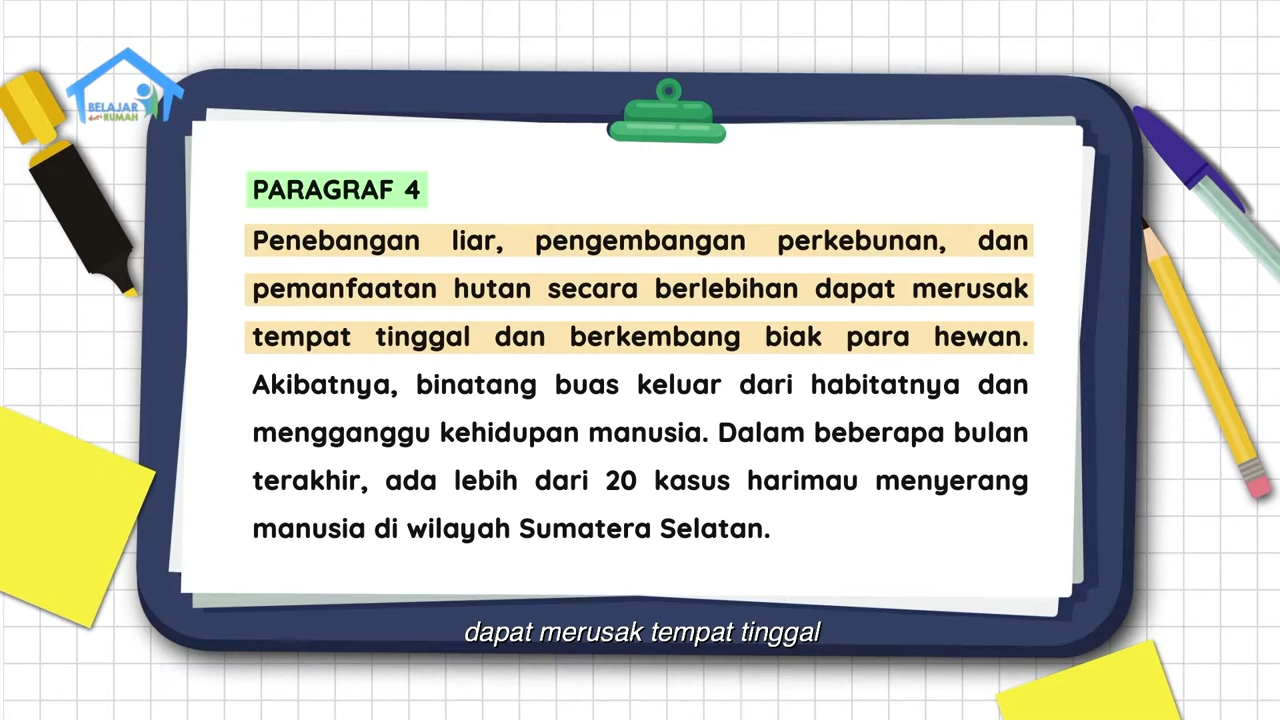 BELAJAR
dari RUMAH
PARAGRAF 4
Penebangan liar, pengembangan perkebunan, dan
pemanfaatan hutan secara berlebihan dapat merusak
tempat tinggal dan berkembang biak para hewan.
Akibatnya, binatang buas keluar dari habitatnya dan
mengganggu kehidupan manusia. Dalam beberapa bulan
terakhir, ada lebih dari 20 kasus harimau menyerang
manusia di wilayah Sumatera Selatan.
dapat merusak tempat tinggal